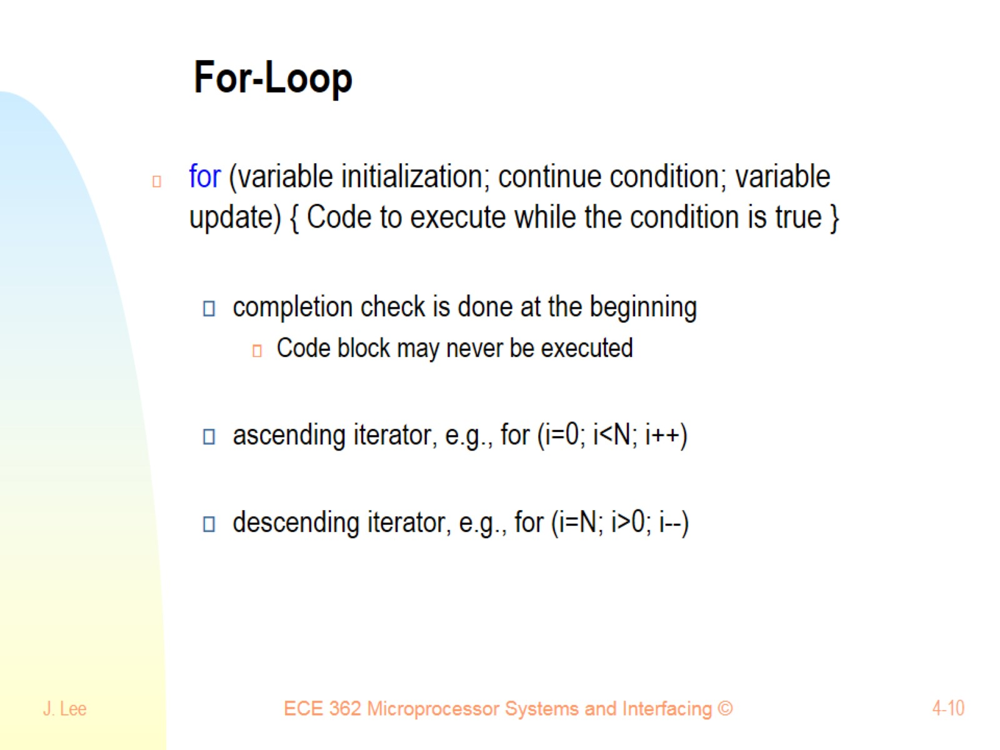 For-Loop
for (variable initialization; continue condition; variable
update) { Code to execute while the condition is true }
completion check is done at the beginning
Code block may never be executed
ascending iterator, e.g., for (i=0; i<N; i++)
descending iterator, e.g., for (i=N; i>0; i--)
J. Lee
ECE 362 Microprocessor Systems and Interfacing ©
4-10